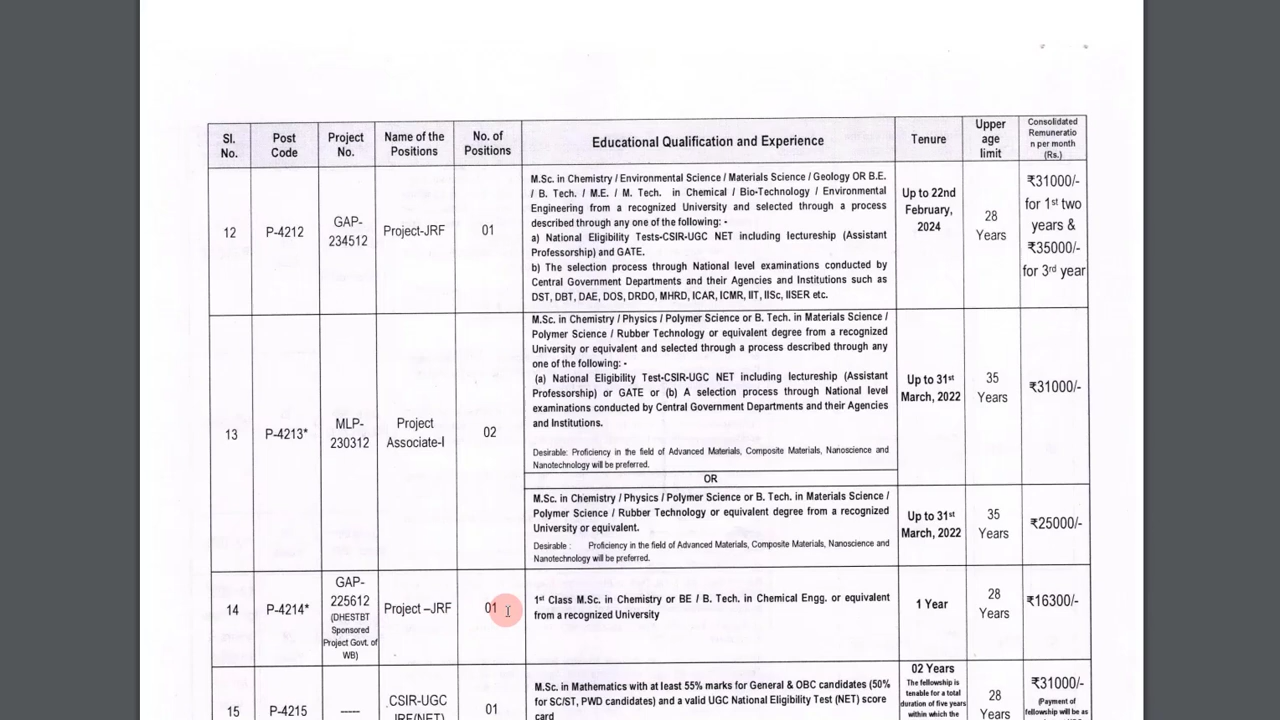 Sl. No.
Post Code
Project No.
Name of the Positions
No. of Positions
Educational Qualification and Experience
Tenure
Upper age limit
Consolidated Remuneratio n per month (Rs.)
12
P-4212
GAP-
234512
Project-JRF
01
M.Sc. in Chemistry / Environmental Science / Materials Science / Geology OR B.E.
/ B. Tech. / M.E. / M. Tech. in Chemical / Bio-Technology / Environmental
Engineering from a recognized University and selected through a process
described through any one of the following: -
a) National Eligibility Tests-CSIR-UGC NET including lectureship (Assistant
Professorship) and GATE.
b) The selection process through National level examinations conducted by
Central Government Departments and their Agencies and Institutions such as
DST, DBT, DAE, DOS, DRDO, MHRD, ICAR, ICMR, IIT, IISc, IISER etc.
Up to 22nd
February,
2024
28
Years
₹31000/-
for 1st two
years &
₹35000/-
for 3rd year
13
P-4213*
MLP-
230312
Project
Associate-I
02
M.Sc. in Chemistry / Physics / Polymer Science or B. Tech. in Materials Science /
Polymer Science / Rubber Technology or equivalent degree from a recognized
University or equivalent and selected through a process described through any
one of the following: -
(a) National Eligibility Test-CSIR-UGC NET including lectureship (Assistant
Professorship) or GATE or (b) A selection process through National level
examinations conducted by Central Government Departments and their Agencies
and Institutions.
Desirable: Proficiency in the field of Advanced Materials, Composite Materials, Nanoscience and
Nanotechnology will be preferred.
Up to 31st
March, 2022
35
Years
₹31000/-
OR
M.Sc. in Chemistry / Physics / Polymer Science or B. Tech. in Materials Science /
Polymer Science / Rubber Technology or equivalent degree from a recognized
University or equivalent.
Desirable : Proficiency in the field of Advanced Materials, Composite Materials, Nanoscience and
Nanotechnology will be preferred.
Up to 31st
March, 2022
35
Years
₹25000/-
14
P-4214*
GAP-
225612
(DHESTBT
Sponsored
Project Govt. of
WB)
Project –JRF
01
1st Class M.Sc. in Chemistry or BE / B. Tech. in Chemical Engg. or equivalent
from a recognized University
1 Year
28
Years
₹16300/-
15
P-4215
-----
CSIR-UGC
JRF(NET)
01
M.Sc. in Mathematics with at least 55% marks for General & OBC candidates (50%
for SC/ST, PWD candidates) and a valid UGC National Eligibility Test (NET) score
card
02 Years
The fellowship is
tenable for a total
duration of five years
within which the
28
Years
₹31000/-
(Payment of
fellowship will be as